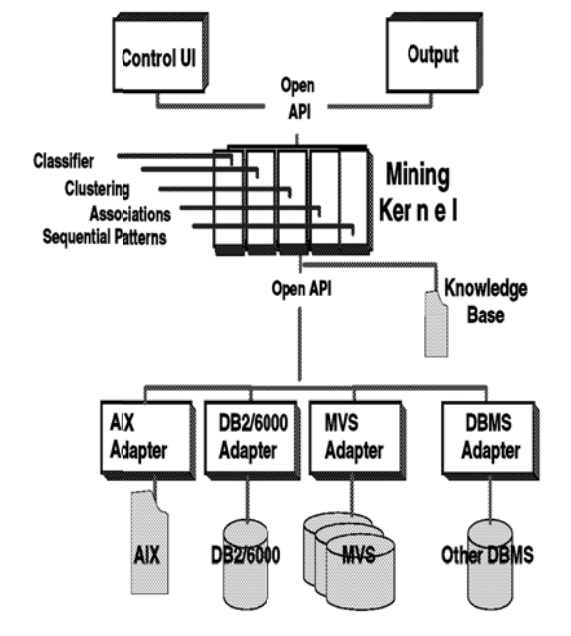 Control UI
Output
Open
API
Classifier
Clustering
Associations
Sequential Patterns
Mining
Ker n e l
Open API
Knowledge
Base
AIX
Adapter
DB2/6000
Adapter
MVS
Adapter
DBMS
Adapter
AIX
DB2/6000
MVS
Other DBMS